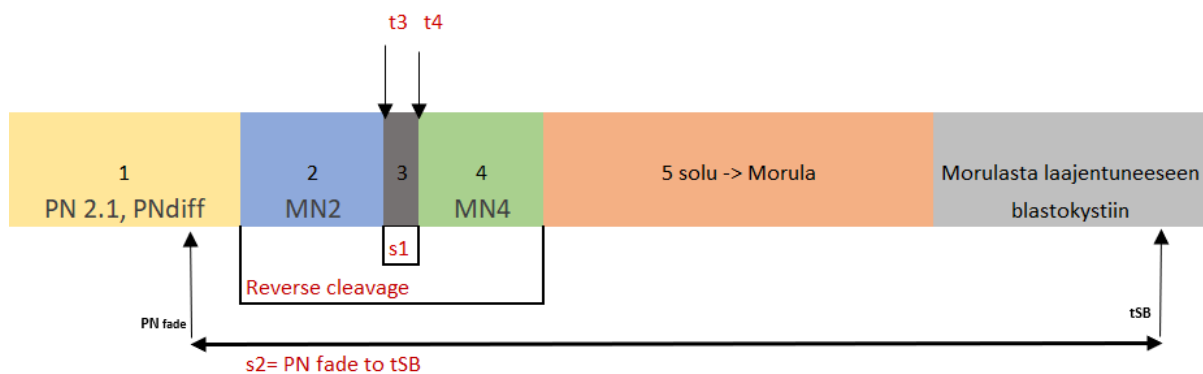 t3 t4
1
PN 2.1, PNdiff
2
MN2
3
4
MN4
5 solu -> Morula
Morulasta laajentuneeseen
blastokystiin
s1
Reverse cleavage
PN fade
tSB
s2= PN fade to tSB